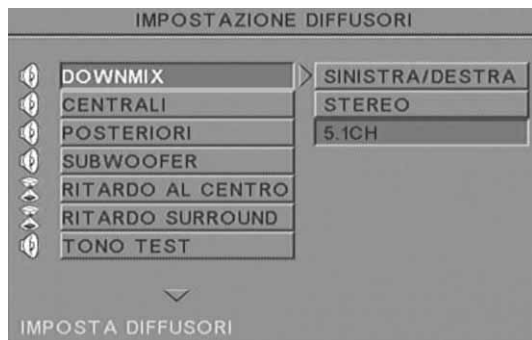 IMPOSTAZIONE DIFFUSORI
DOWNMIX
CENTRALI
POSTERIORI
SUBWOOFER
RITARDO AL CENTRO
RITARDO SURROUND
TONO TEST
SINISTRA/DESTRA
STEREO
5.1CH
IMPOSTA DIFFUSORI